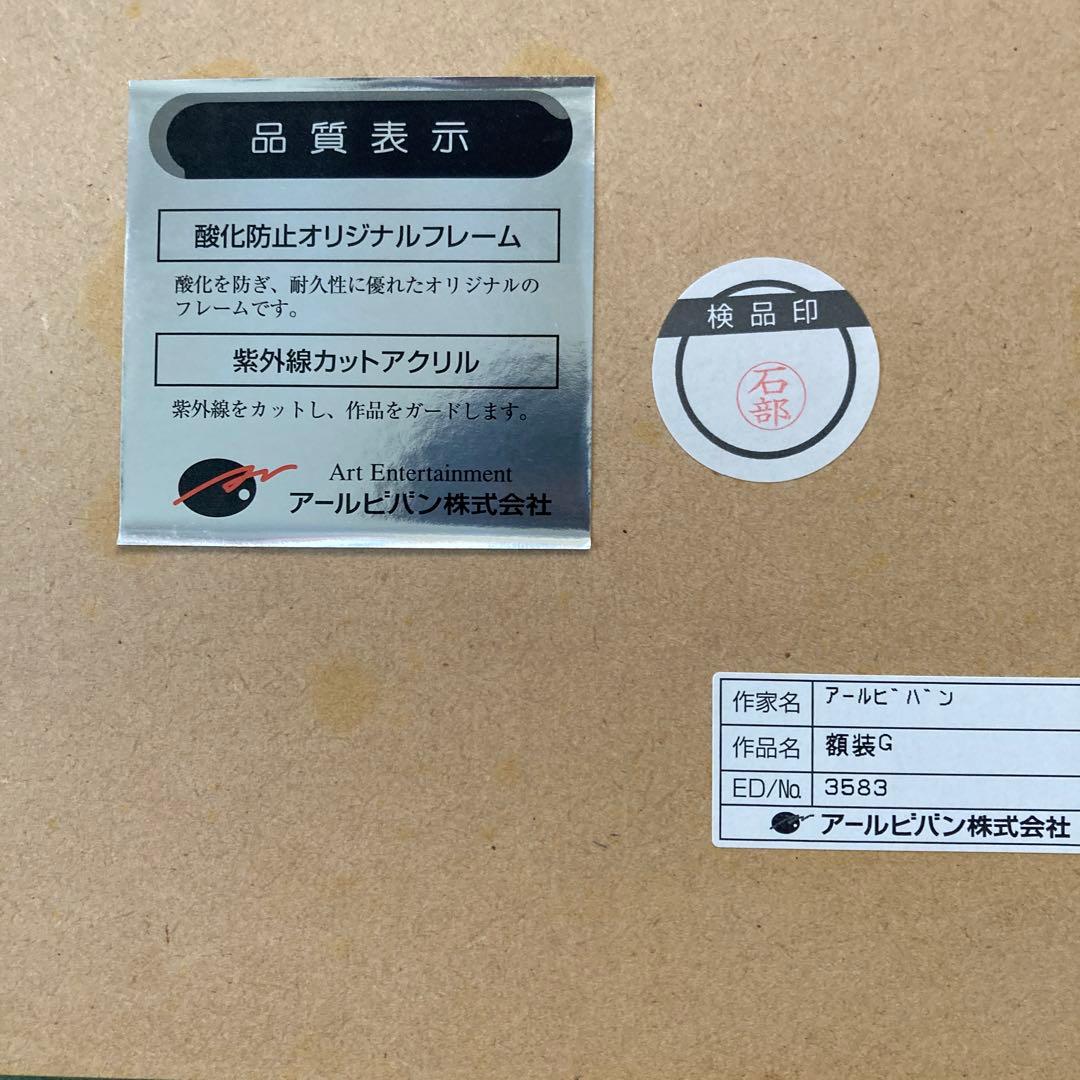 品質表示
酸化防止オリジナルフレーム
酸化を防ぎ、耐久性に優れたオリジナルの
フレームです。
紫外線カットアクリル
紫外線をカットし、作品をガードします。
Art Entertainment
アールビバン株式会社
検品印
石部
作家名 ｱｰﾙﾋﾞﾊﾞﾝ
作品名 額装G
ED/No. 3583
アールビバン株式会社